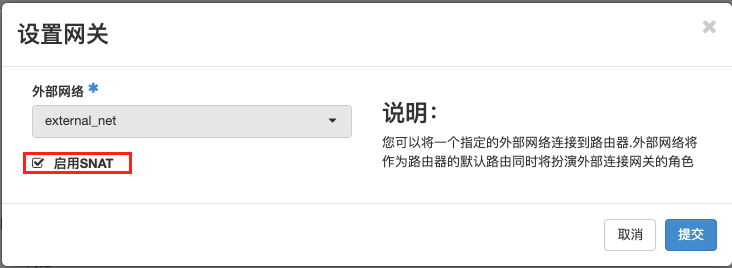 设置网关
外部网络
external_net
启用SNAT
说明：
您可以将一个指定的外部网络连接到路由器.外部网络将
作为路由器的默认路由同时将扮演外部连接网关的角色
取消
提交